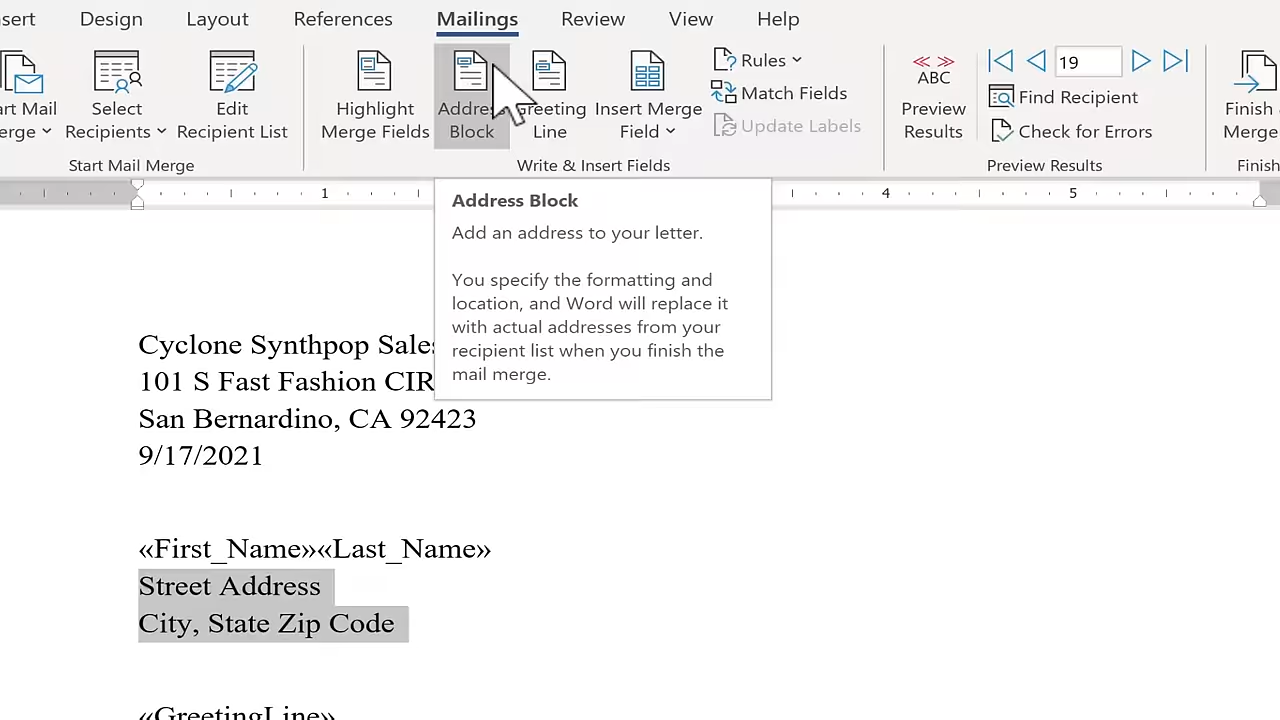 Design Layout References Mailings Review View Help
Select Recipients
Edit Recipient List
Start Mail Merge
Highlight Merge Fields
Address Block
Greeting Line
Insert Merge Field
Rules
Match Fields
Update Labels
Write & Insert Fields
ABC
Preview Results
19
Find Recipient
Check for Errors
Preview Results
Finish
Merge
Finish
1 4 5
Address Block
Add an address to your letter.
You specify the formatting and
location, and Word will replace it
with actual addresses from your
recipient list when you finish the
mail merge.
Cyclone Synthpop Sales
101 S Fast Fashion CIR
San Bernardino, CA 92423
9/17/2021
«First_Name»«Last_Name»
Street Address
City, State Zip Code
«GreetingLine»